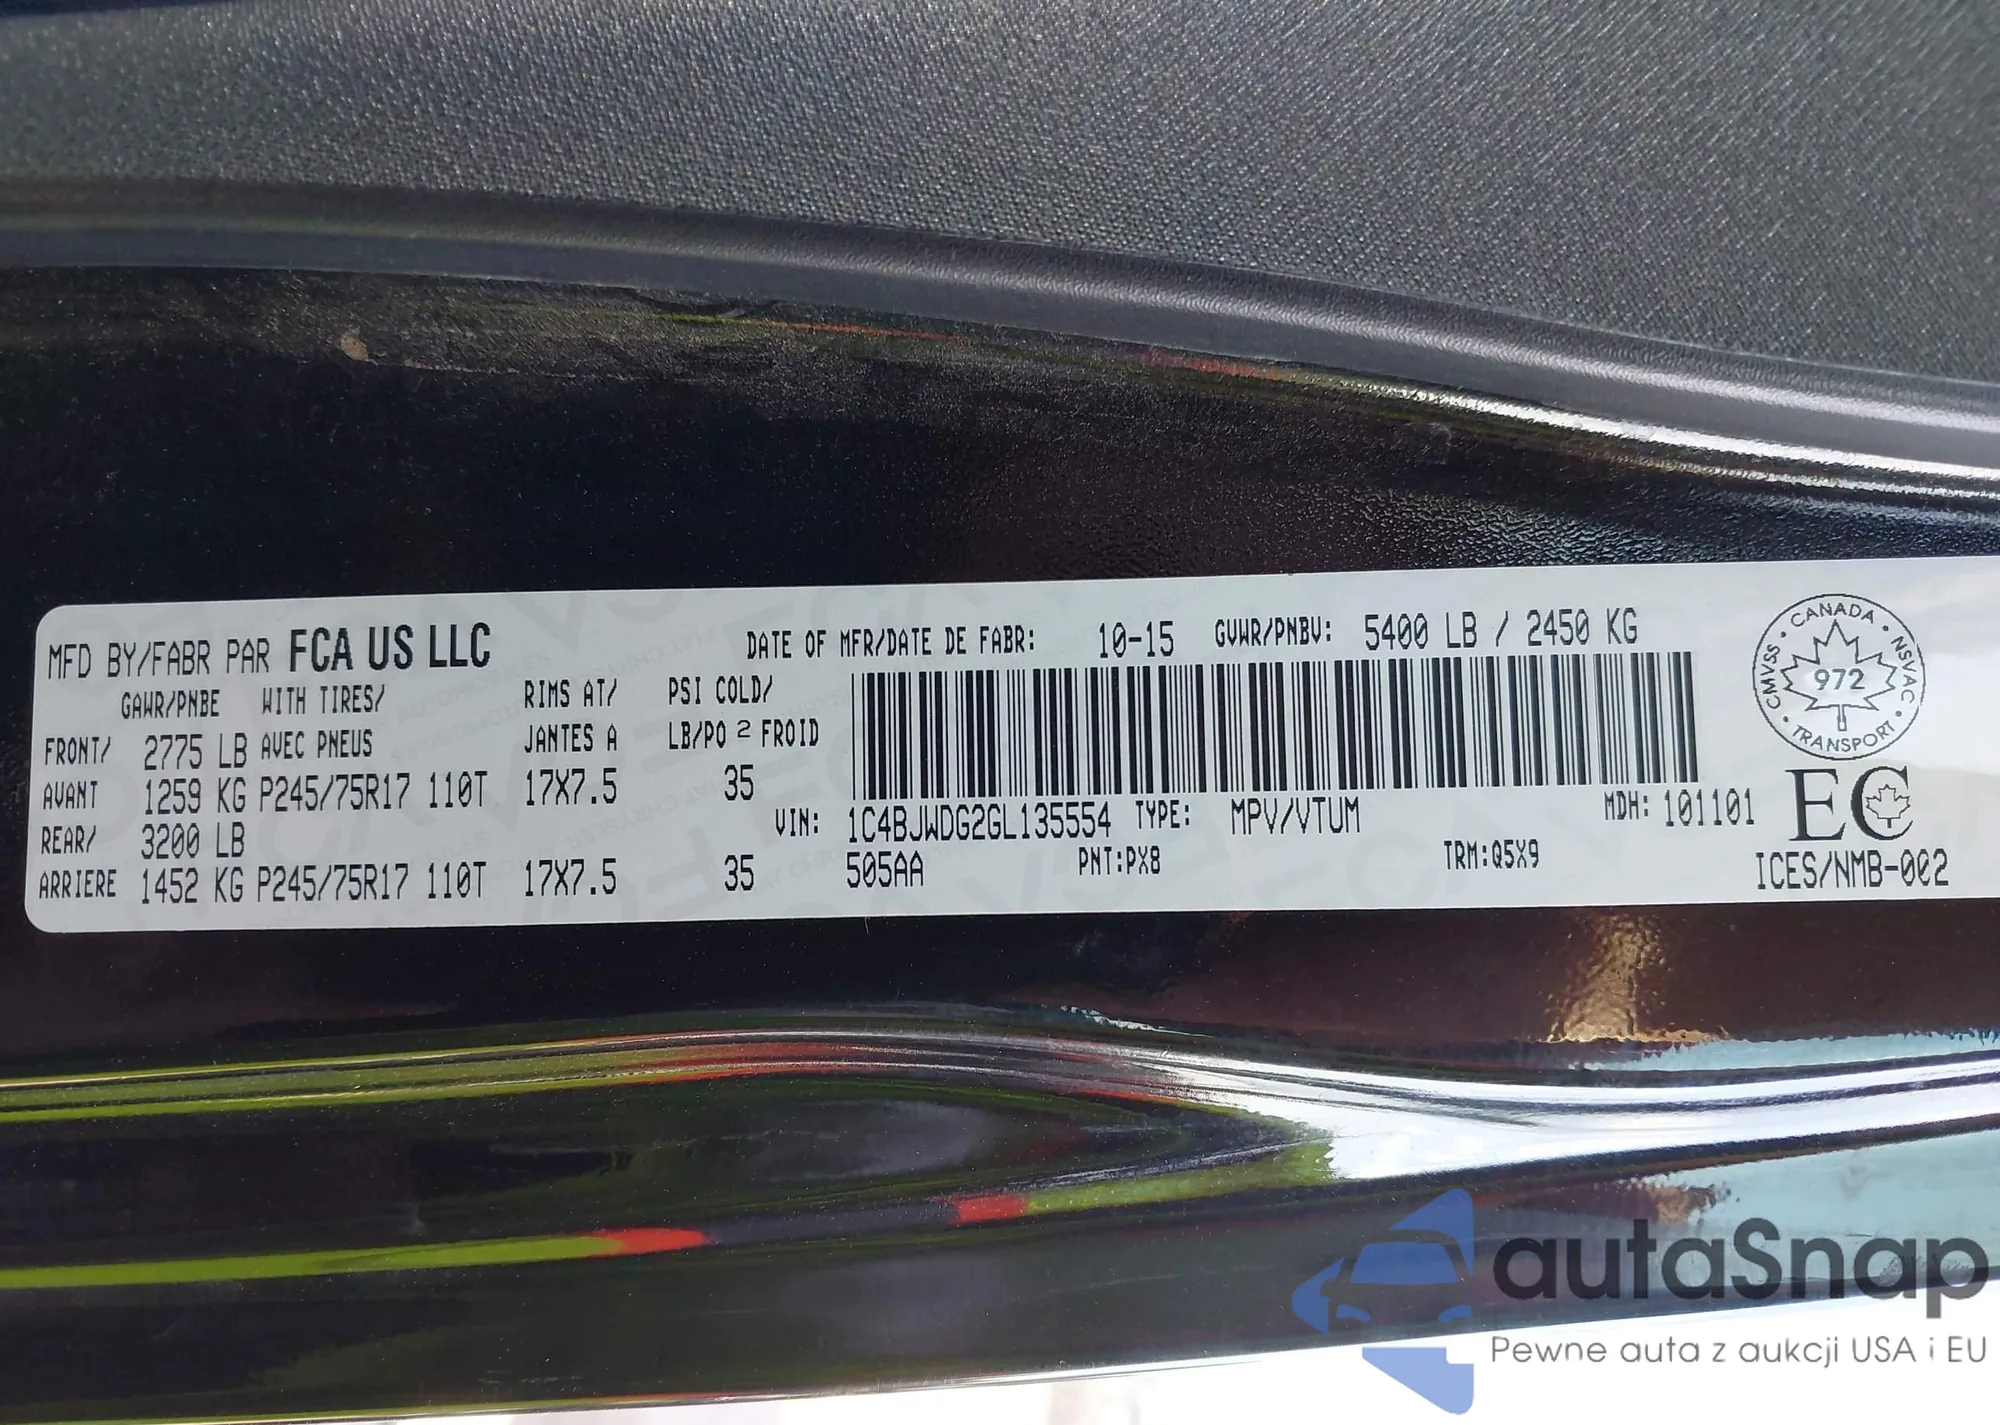 MFD BY/FABR PAR FCA US LLC
DATE OF MFR/DATE DE FABR: 10-15 GVWR/PNBV: 5400 LB / 2450 KG
GAWR/PNBE WITH TIRES/ RIMS AT/ PSI COLD/
FRONT/ 2775 LB AVEC PNEUS JANTES A LB/PO 2 FROID
AVANT 1259 KG P245/75R17 110T 17X7.5 35
REAR/ 3200 LB
ARRIERE 1452 KG P245/75R17 110T 17X7.5 35
VIN: 1C4BJWDG2GL135554 TYPE: MPV/VTUM MDH: 101101
505AA PNT:PX8 TRM:Q5X9
CANADA
CMVSS 972 NSVAC
TRANSPORT
EC
ICES/NMB-002
autaSnap
Pewne auta z aukcji USA i EU